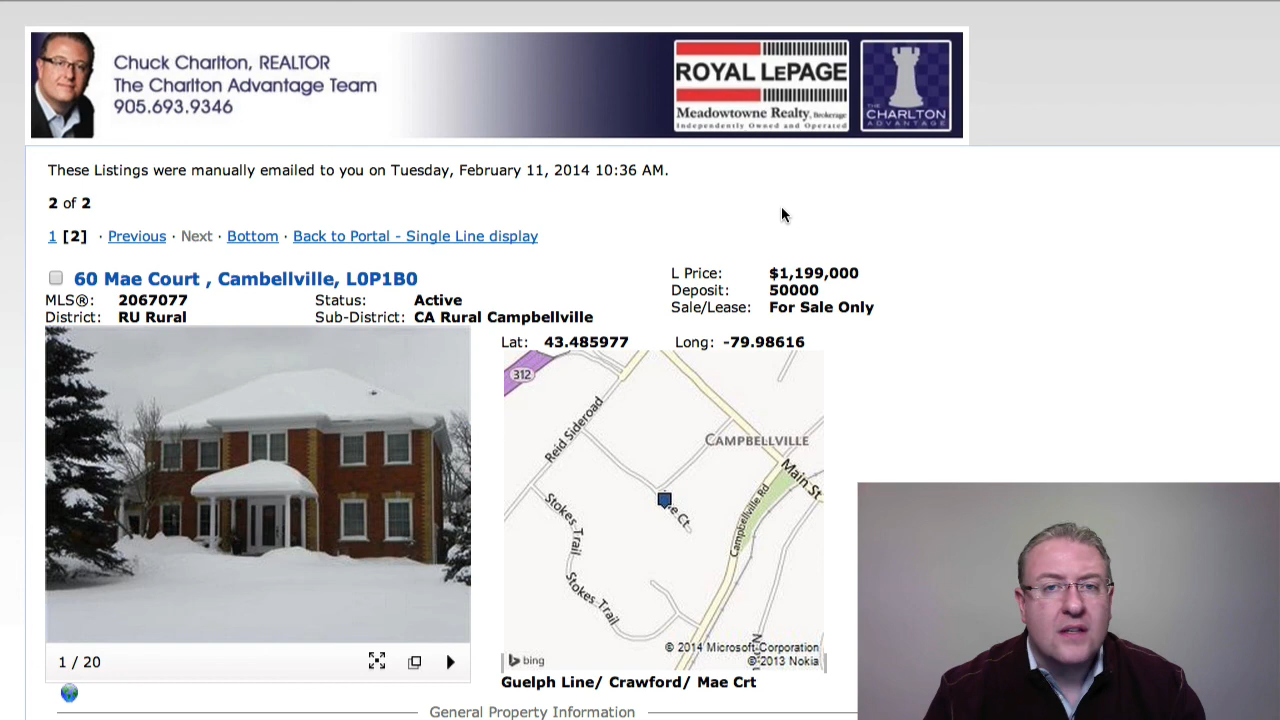 Chuck Charlton, REALTOR
The Charlton Advantage Team
905.693.9346
ROYAL LEPAGE
Meadowtowne Realty, Brokerage
Independently Owned and Operated
THE
CHARLTON
ADVANTAGE
These Listings were manually emailed to you on Tuesday, February 11, 2014 10:36 AM.
2 of 2
1 [2] · Previous · Next · Bottom · Back to Portal - Single Line display
60 Mae Court , Cambellville, L0P1B0
MLS®: 2067077 Status: Active
District: RU Rural Sub-District: CA Rural Campbellville
L Price: $1,199,000
Deposit: 50000
Sale/Lease: For Sale Only
Lat: 43.485977 Long: -79.98616
312
Reid Sideroad
CAMPBELLVILLE
Main St
Stokes Trail
Campbellville Rd
Stokes Trail
© 2014 Microsoft Corporation
© 2013 Nokia
bing
1 / 20
Guelph Line/ Crawford/ Mae Crt
General Property Information